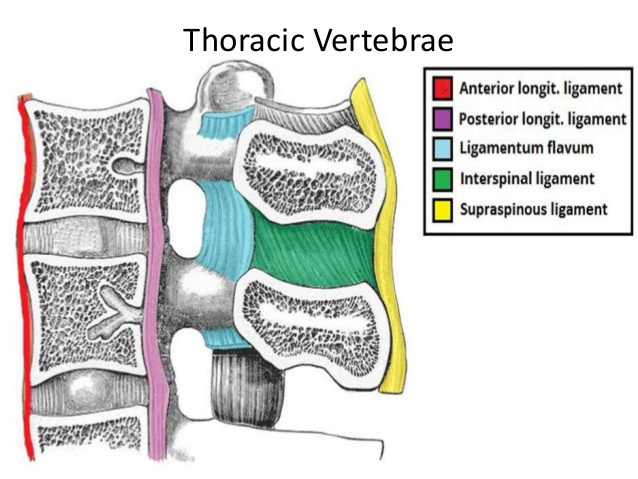 Thoracic Vertebrae
Anterior longit. ligament
Posterior longit. ligament
Ligamentum flavum
Interspinal ligament
Supraspinous ligament